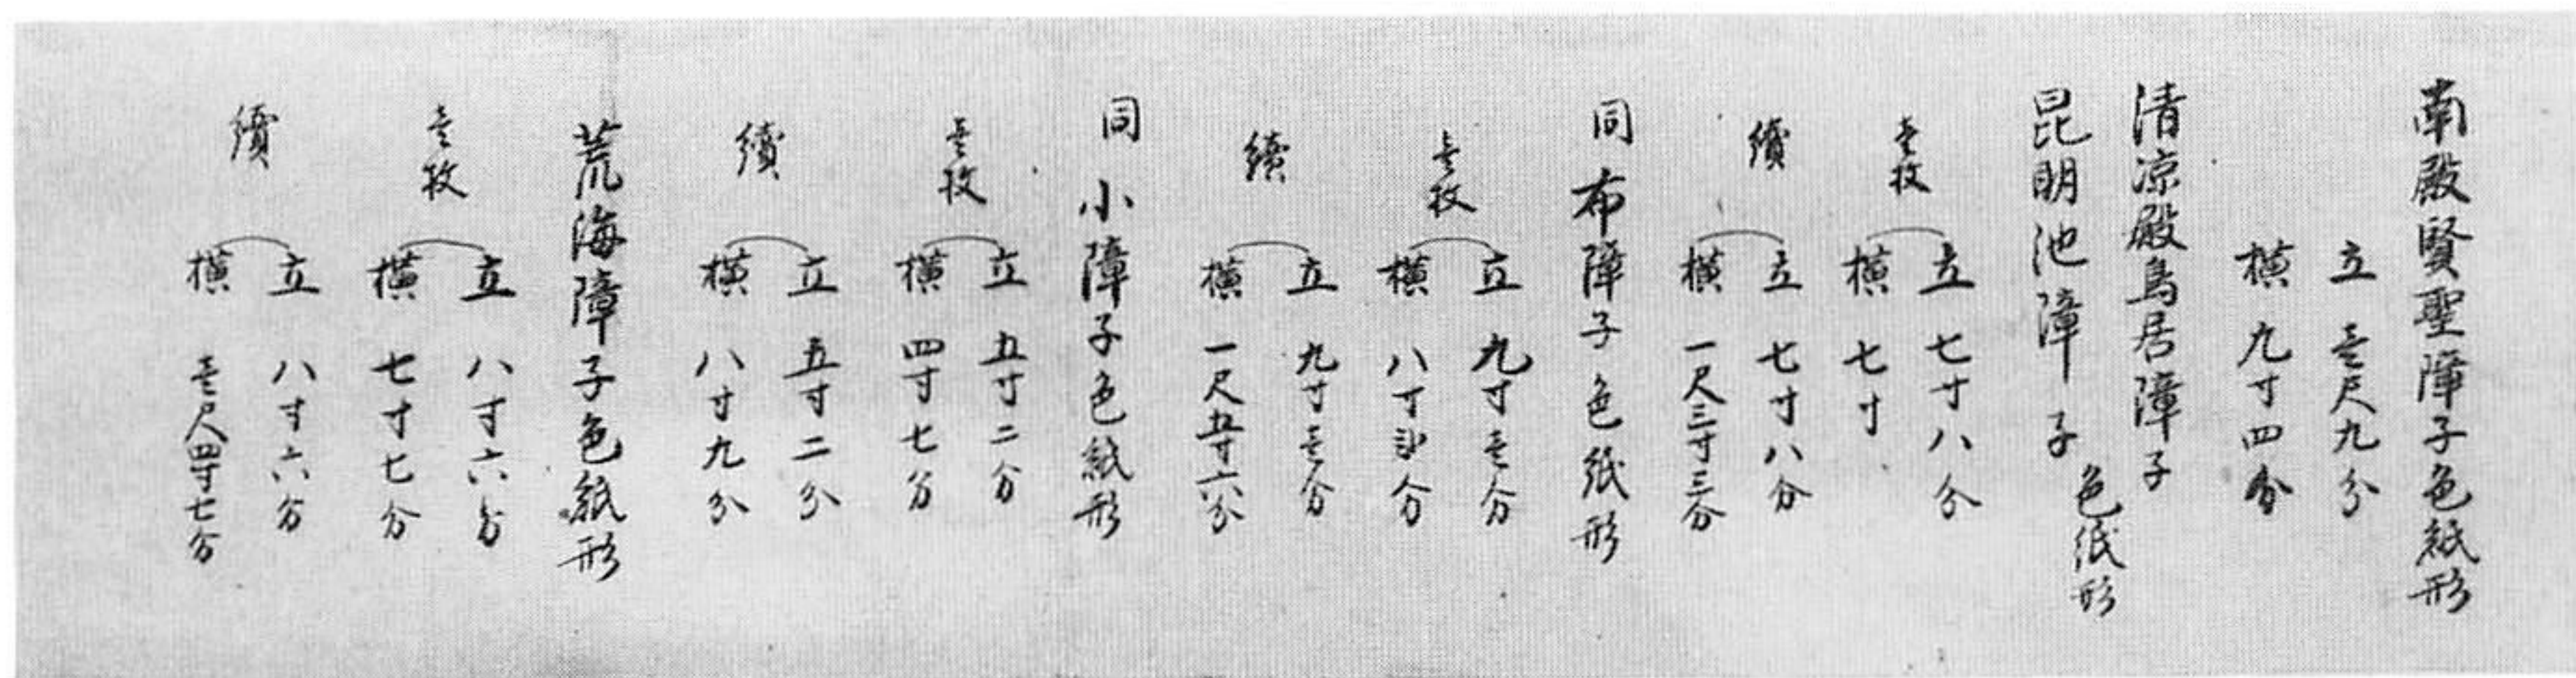 南殿賢聖障子色紙形
立 壱尺九分
横 九寸四分
清凉殿鳥居障子
昆明池障子
色紙形
壱枚
立 七寸八分
横 七寸
續
立 七寸八分
横 一尺三寸三分
同布障子色紙形
壱枚
立 九寸壱分
横 八寸 分
續
立 九寸壱分
横 一尺五寸六分
同小障子色紙形
壱枚
立 五寸二分
横 四寸七分
續
立 五寸二分
横 八寸九分
荒海障子色紙形
壱枚
立 八寸六分
横 七寸七分
續
立 八寸六分
横 壱尺四寸七分